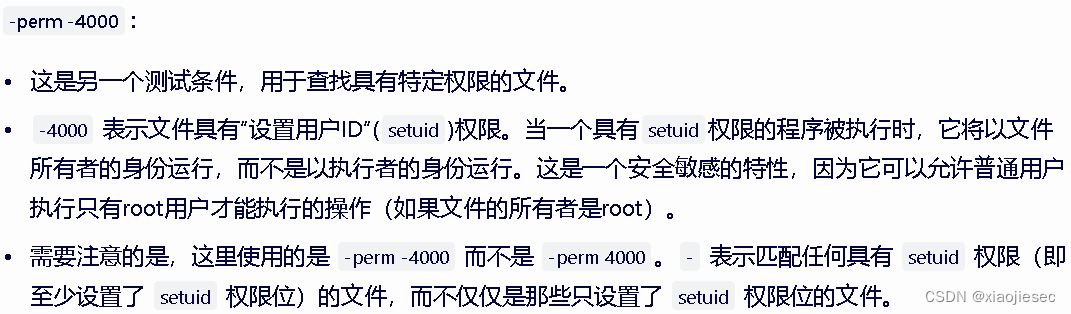 -perm -4000：
• 这是另一个测试条件，用于查找具有特定权限的文件。
• -4000 表示文件具有"设置用户ID"( setuid )权限。当一个具有 setuid 权限的程序被执行时，它将以文件
所有者的身份运行，而不是以执行者的身份运行。这是一个安全敏感的特性，因为它可以允许普通用户
执行只有root用户才能执行的操作（如果文件的所有者是root）。
• 需要注意的是，这里使用的是 -perm -4000 而不是 -perm 4000 。 - 表示匹配任何具有 setuid 权限（即
至少设置了 setuid 权限位）的文件，而不仅仅是那些只设置了 setuid 权限位的文件。
CSDN @xiaojiesec